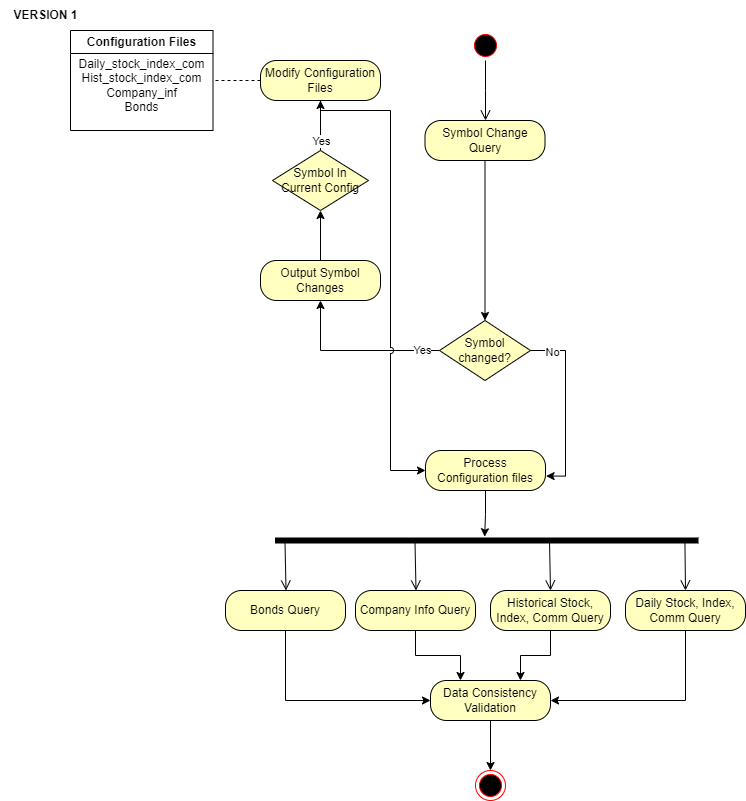 VERSION 1
Configuration Files
Daily_stock_index_com
Hist_stock_index_com
Company_inf
Bonds
Modify Configuration
Files
Symbol Change
Query
Yes
Symbol In
Current Config
Output Symbol
Changes
Symbol
changed?
Yes
No
Process
Configuration files
Bonds Query
Company Info Query
Historical Stock,
Index, Comm Query
Daily Stock, Index,
Comm Query
Data Consistency
Validation